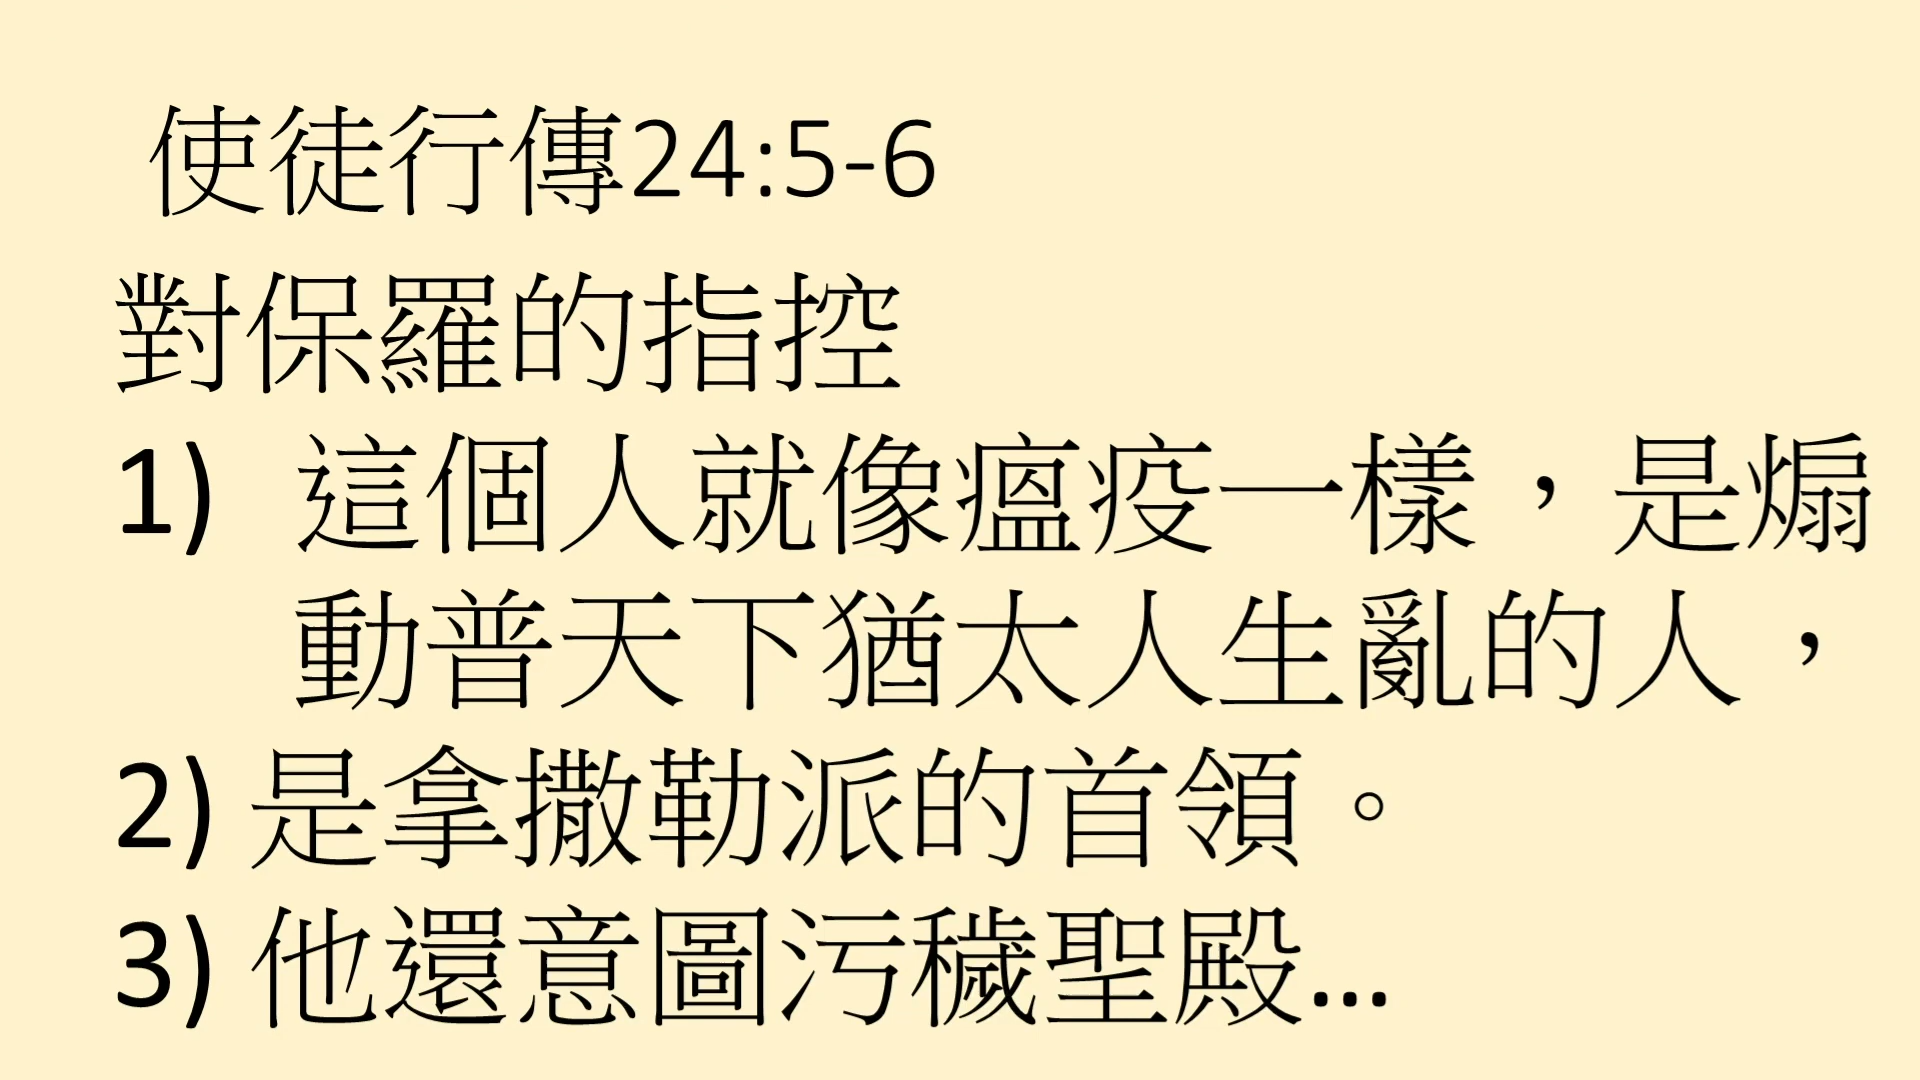 使徒行傳24:5-6
對保羅的指控
1) 這個人就像瘟疫一樣，是煽
動普天下猶太人生亂的人，
2) 是拿撒勒派的首領。
3) 他還意圖污穢聖殿...